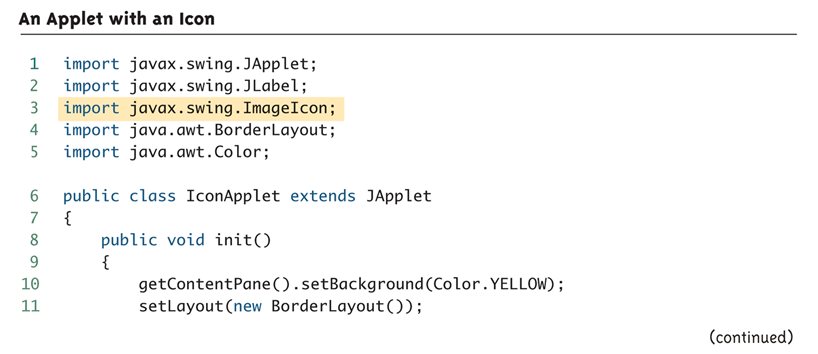 An Applet with an Icon
1 import javax.swing.JApplet;
2 import javax.swing.JLabel;
3 import javax.swing.ImageIcon;
4 import java.awt.BorderLayout;
5 import java.awt.Color;
6 public class IconApplet extends JApplet
7 {
8     public void init()
9     {
10         getContentPane().setBackground(Color.YELLOW);
11         setLayout(new BorderLayout());
(continued)